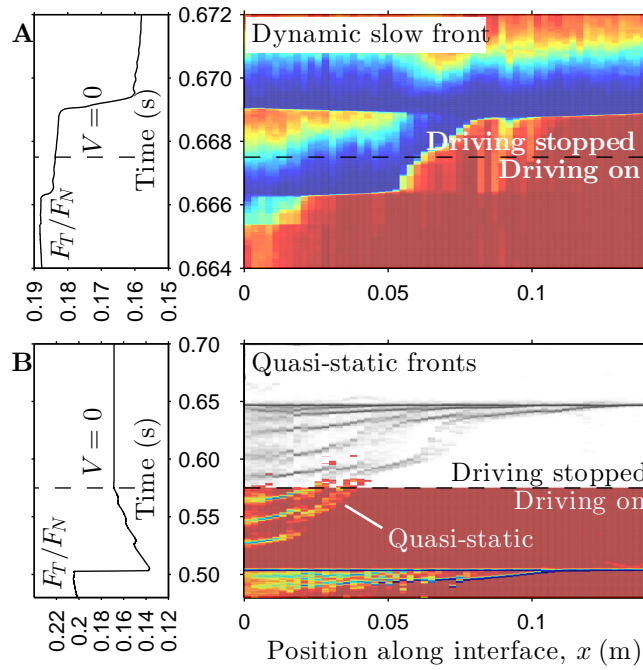 A
Dynamic slow front
0.672
0.670
0.668
0.666
0.664
Time (s)
V = 0
F_T/F_N
Driving stopped
Driving on
0.19
0.18
0.17
0.16
0.15
0
0.05
0.1
B
Quasi-static fronts
0.70
0.65
0.60
0.55
0.50
Time (s)
V = 0
F_T/F_N
Driving stopped
Driving on
Quasi-static
0.22
0.2
0.16
0.14
0.12
0
0.05
0.1
Position along interface, x (m)